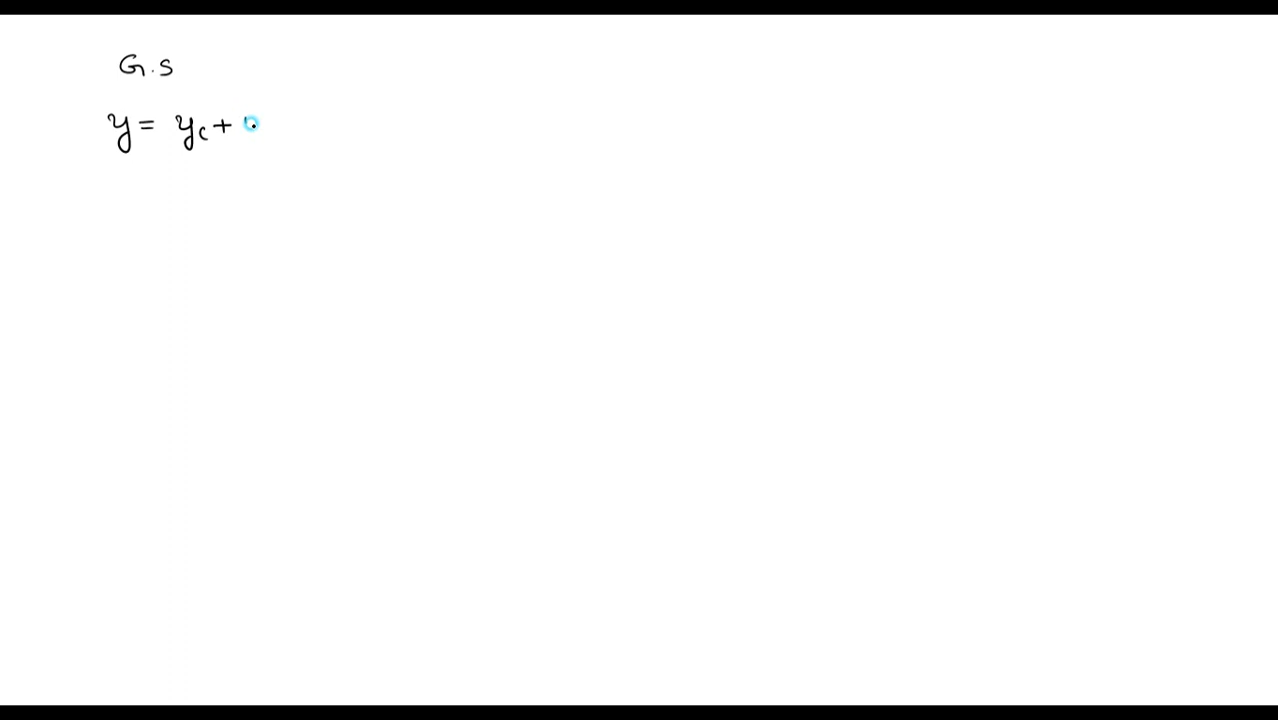 G.S
y = yc +